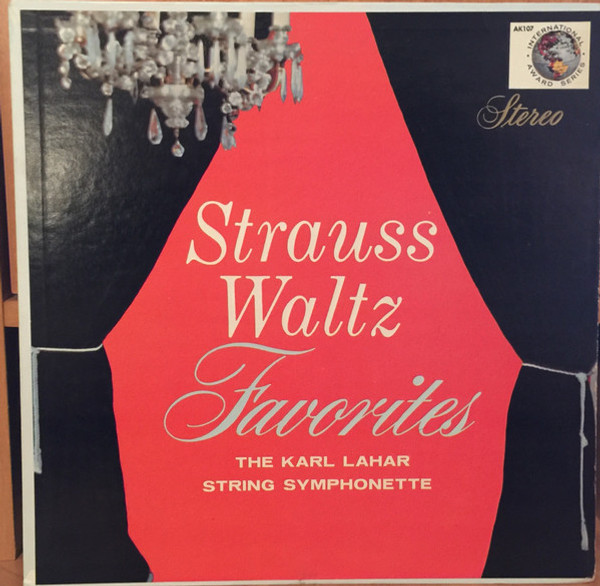 AK107
INTERNATIONAL
AWARD SERIES
Stereo
Strauss
Waltz
Favorites
THE KARL LAHAR
STRING SYMPHONETTE